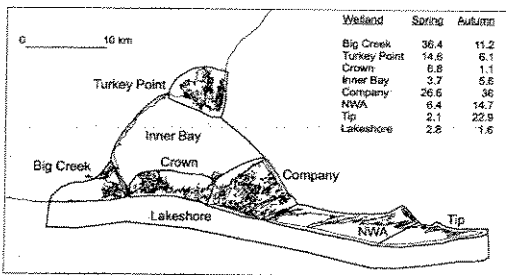 Wetland Spring Autumn
Big Creek 36.4 11.2
Turkey Point 14.6 6.1
Crown 6.8 1.1
Inner Bay 3.7 5.6
Company 26.6 36
NWA 6.4 14.7
Tip 2.1 22.9
Lakeshore 2.8 1.6
0 10 km
Turkey Point
Inner Bay
Big Creek
Crown
Company
Lakeshore
NWA
Tip